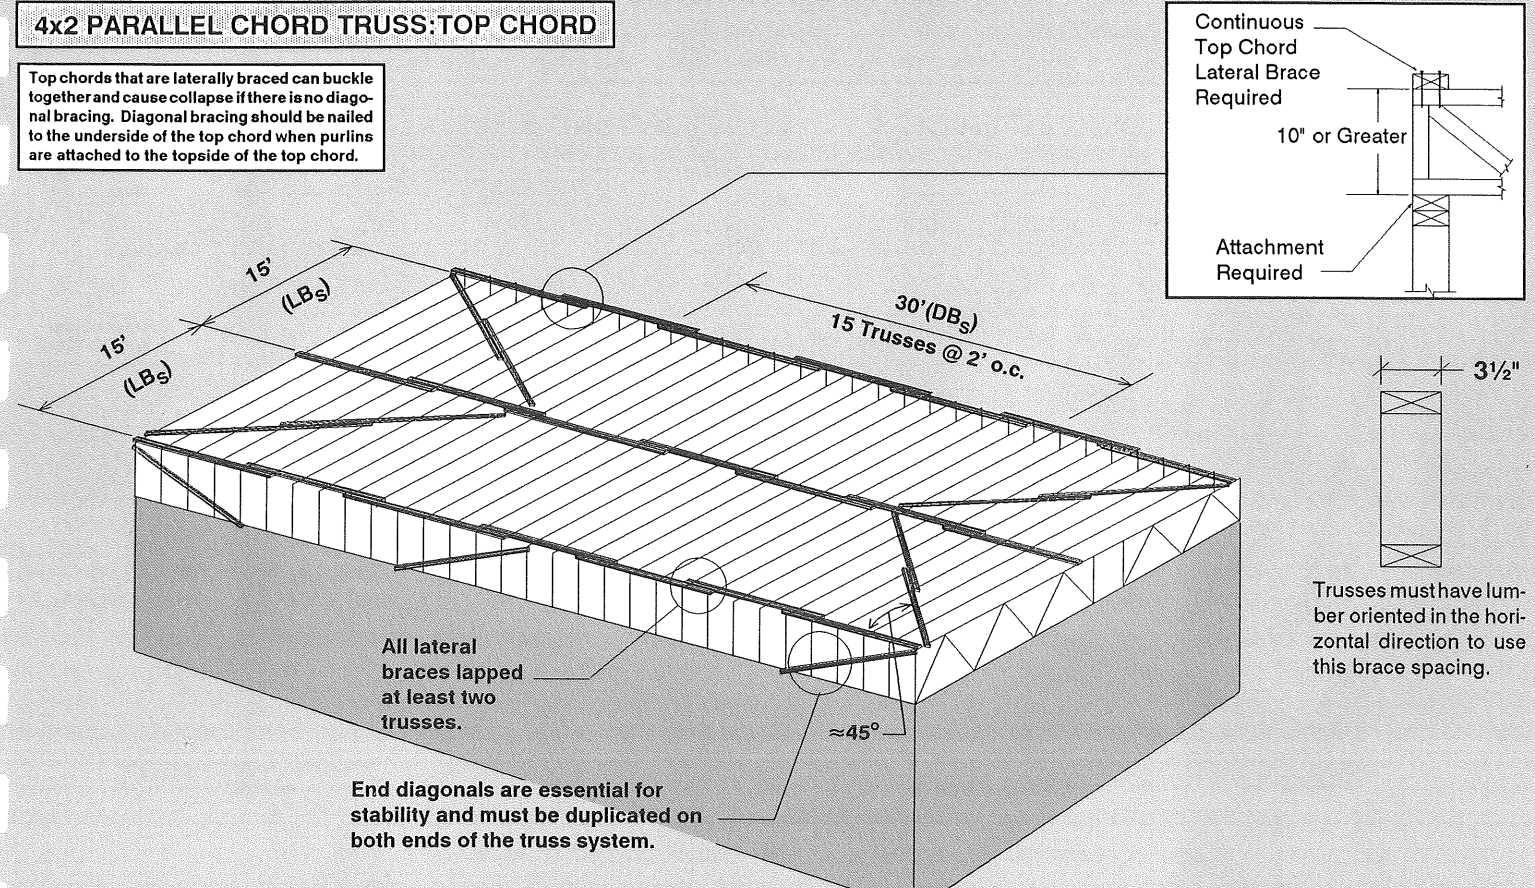 4x2 PARALLEL CHORD TRUSS:TOP CHORD
Top chords that are laterally braced can buckle
together and cause collapse if there is no diago-
nal bracing. Diagonal bracing should be nailed
to the underside of the top chord when purlins
are attached to the topside of the top chord.
Continuous
Top Chord
Lateral Brace
Required
10" or Greater
Attachment
Required
15'
(LBS)
15'
(LBS)
30'(DBS)
15 Trusses @ 2' o.c.
3½"
Trusses must have lum-
ber oriented in the hori-
zontal direction to use
this brace spacing.
All lateral
braces lapped
at least two
trusses.
≈45°
End diagonals are essential for
stability and must be duplicated on
both ends of the truss system.